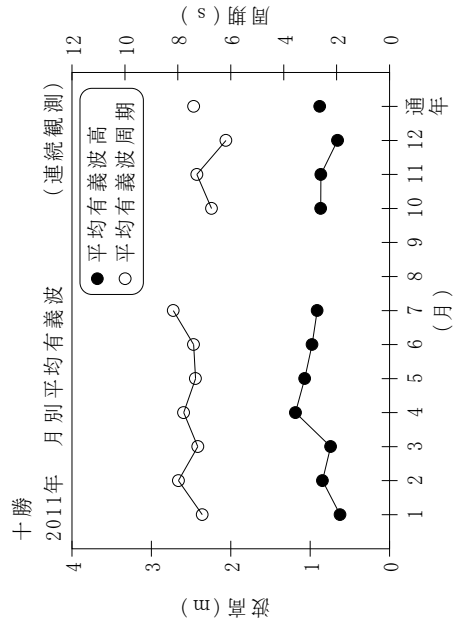 十勝
2011年 月別平均有義波 (連続観測)
●平均有義波高
○平均有義波周期
波高(m)
4
3
2
1
0
周期(s)
12
10
8
6
4
2
0
1 2 3 4 5 6 7 8 9 10 11 12 通年
(月)